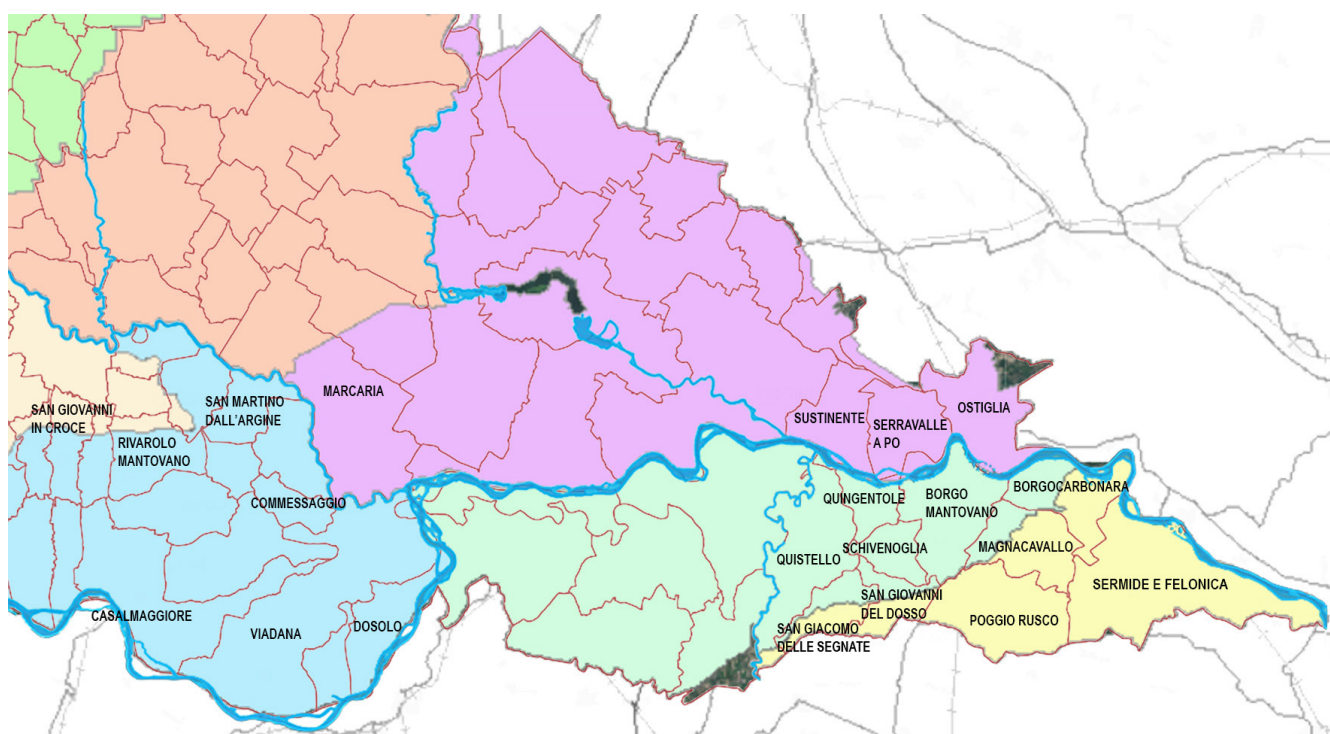 MARCARIA
SAN GIOVANNI
IN CROCE
SAN MARTINO
DALL'ARGINE
RIVAROLO
MANTOVANO
COMMESSAGGIO
CASALMAGGIORE
VIADANA
DOSOLO
SUSTINENTE
SERRAVALLE
A PO
OSTIGLIA
QUINGENTOLE
BORGO
MANTOVANO
BORGOCARBONARA
QUISTELLO
SCHIVENOGLIA
MAGNACAVALLO
SERMIDE E FELONICA
SAN GIOVANNI
DEL DOSSO
POGGIO RUSCO
SAN GIACOMO
DELLE SEGNATE